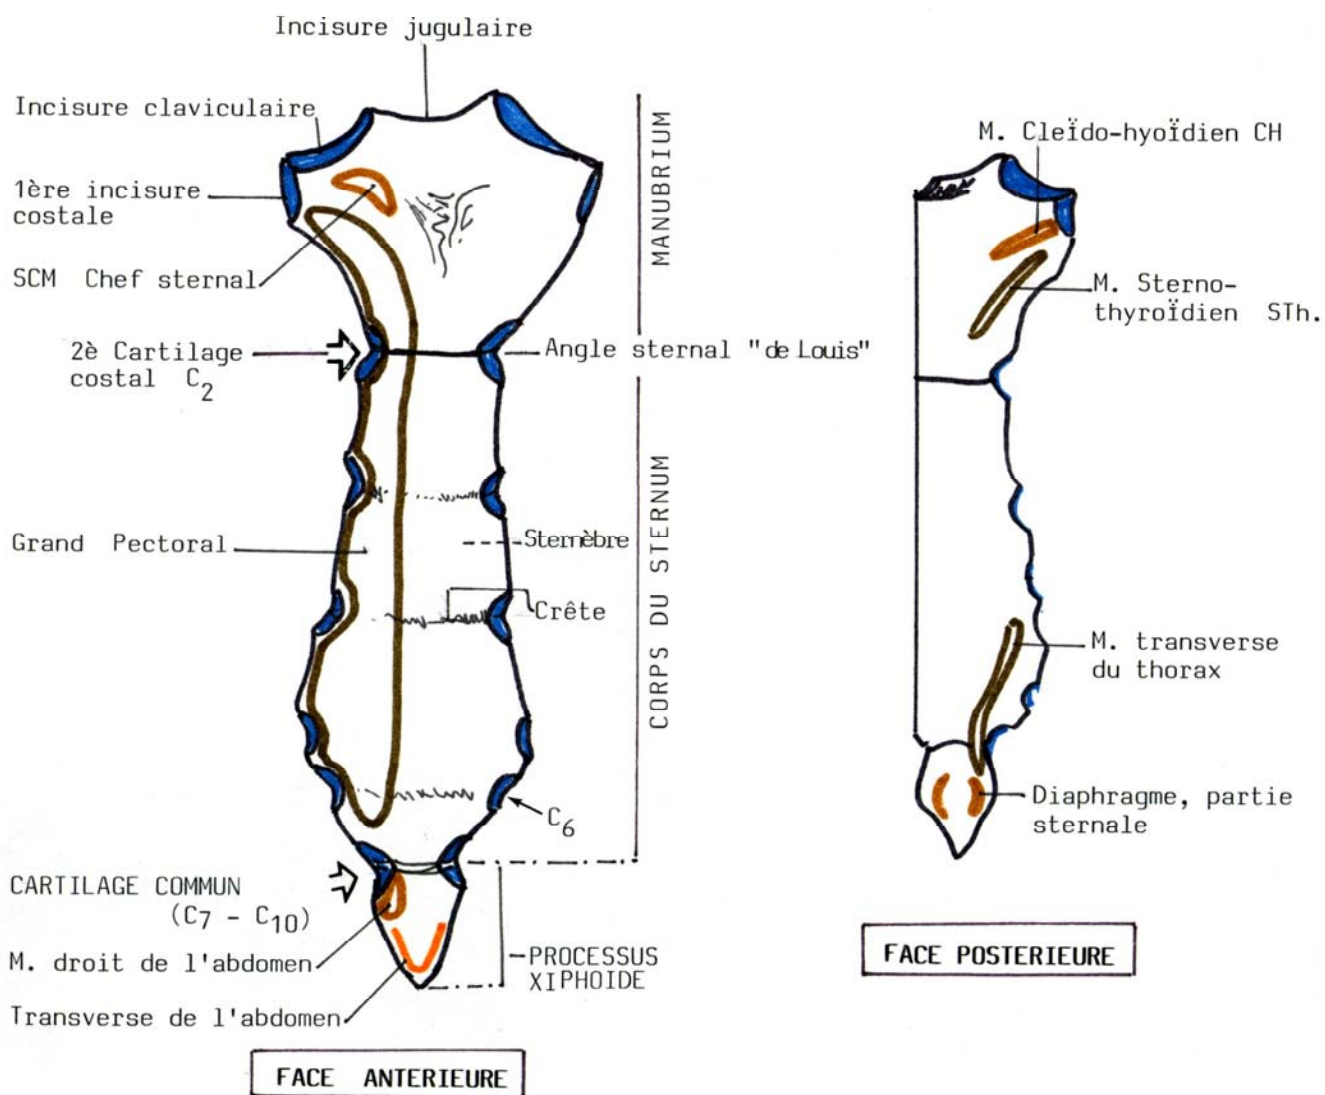 Incisure jugulaire
Incisure claviculaire
1ère incisure
costale
SCM Chef sternal
2è Cartilage
costal C2
Grand Pectoral
CARTILAGE COMMUN
(C7 - C10)
M. droit de l'abdomen
Transverse de l'abdomen
Angle sternal "de Louis"
Sternèbre
Crête
C6
PROCESSUS
XIPHOIDE
MANUBRIUM
CORPS DU STERNUM
FACE ANTERIEURE
M. Cleïdo-hyoïdien CH
M. Sterno-
thyroïdien STh.
M. transverse
du thorax
Diaphragme, partie
sternale
FACE POSTERIEURE